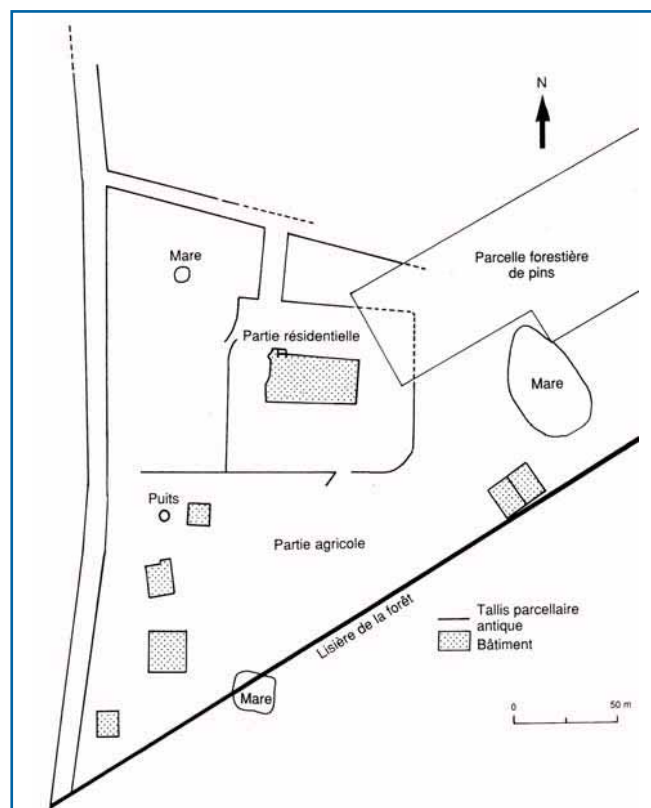 N
Mare
Parcelle forestière
de pins
Partie résidentielle
Mare
Puits
Partie agricole
Lisière de la forêt
Tallis parcellaire
antique
Bâtiment
Mare
0 50 m